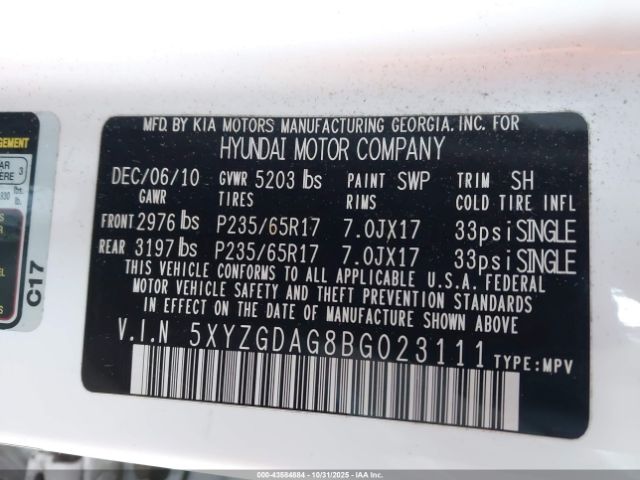 MFD. BY KIA MOTORS MANUFACTURING GEORGIA. INC. FOR
HYUNDAI MOTOR COMPANY
DEC/06/10 GVWR 5203 lbs PAINT SWP TRIM SH
GAWR TIRES RIMS COLD TIRE INFL
FRONT 2976 lbs P235/65R17 7.0JX17 33psi SINGLE
REAR 3197 lbs P235/65R17 7.0JX17 33psi SINGLE
THIS VEHICLE CONFORMS TO ALL APPLICABLE U.S.A. FEDERAL
MOTOR VEHICLE SAFETY AND THEFT PREVENTION STANDARDS
IN EFFECT ON THE DATE OF MANUFACTURE SHOWN ABOVE.
V.I.N 5XYZGDAG8BG023111 TYPE: MPV
C17
000-43584684 | 10/31/2025 | IAA Inc.